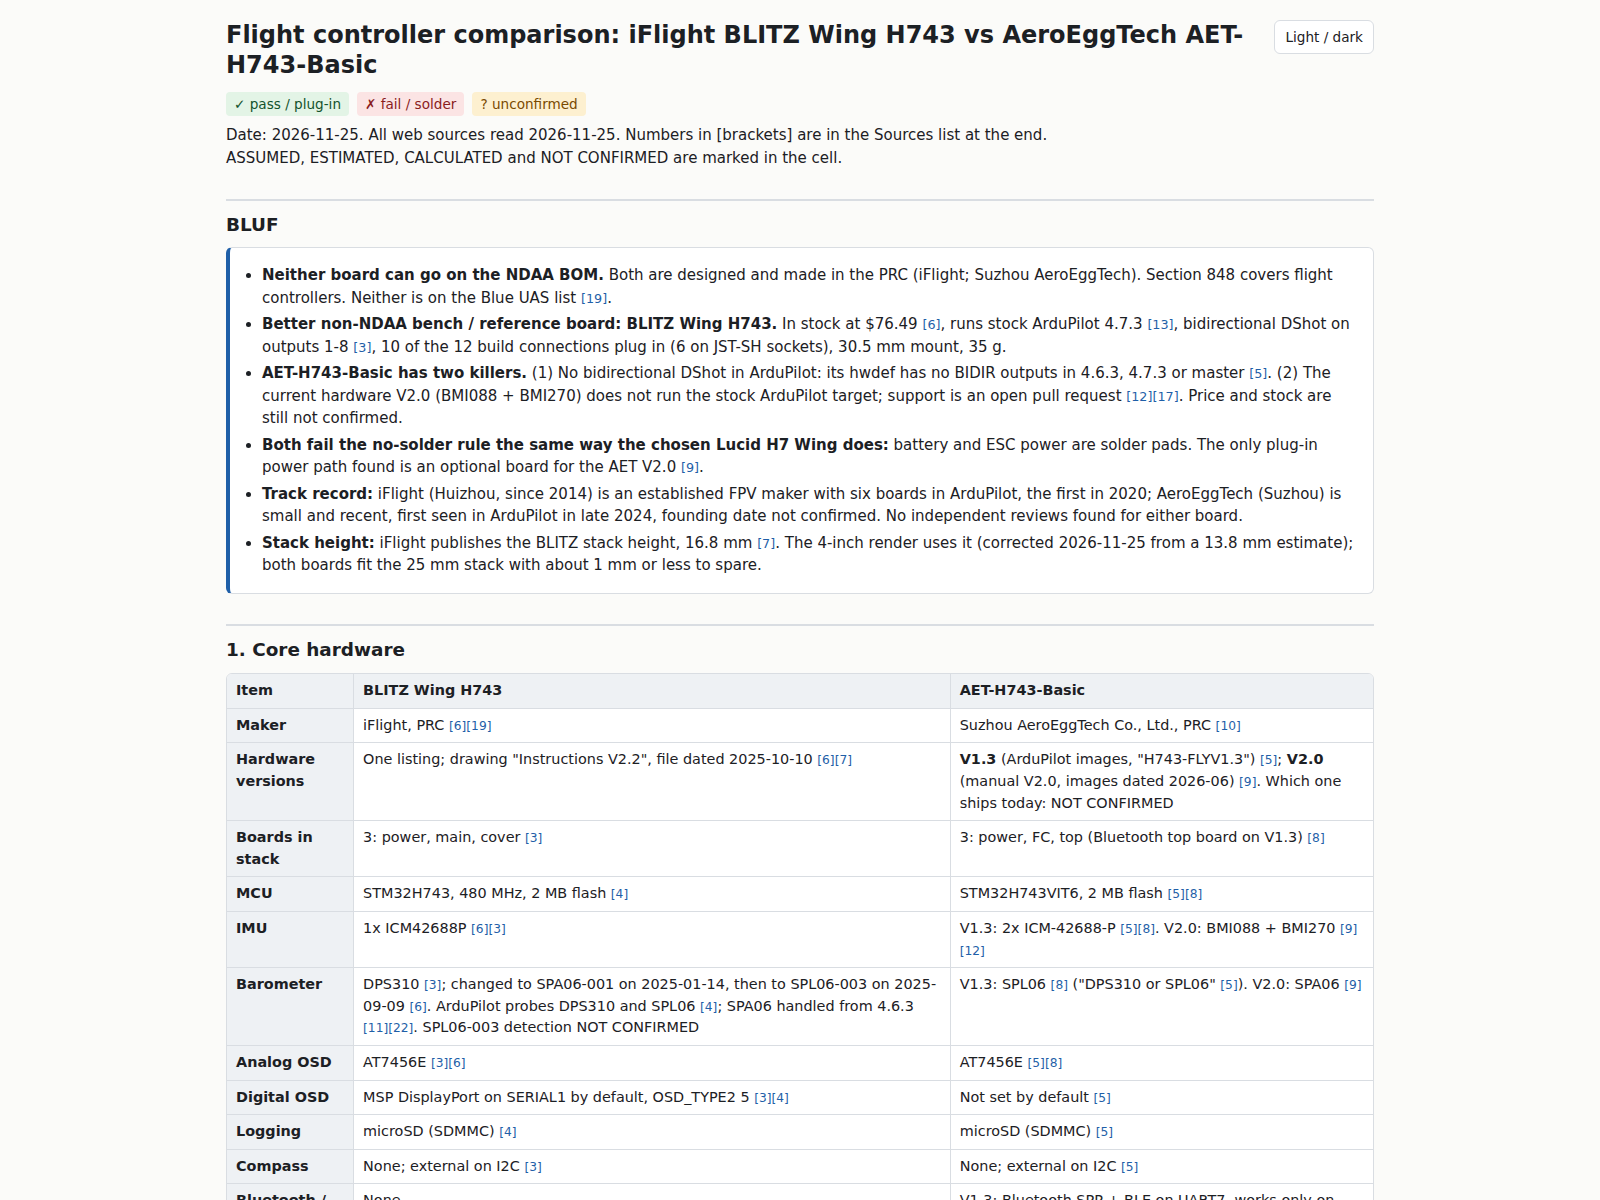 Flight controller comparison: iFlight BLITZ Wing H743 vs AeroEggTech AET-
H743-Basic
Light / dark
✓ pass / plug-in
✗ fail / solder
? unconfirmed
Date: 2026-11-25. All web sources read 2026-11-25. Numbers in [brackets] are in the Sources list at the end.
ASSUMED, ESTIMATED, CALCULATED and NOT CONFIRMED are marked in the cell.
BLUF
• Neither board can go on the NDAA BOM. Both are designed and made in the PRC (iFlight; Suzhou AeroEggTech). Section 848 covers flight
controllers. Neither is on the Blue UAS list [19].
• Better non-NDAA bench / reference board: BLITZ Wing H743. In stock at $76.49 [6], runs stock ArduPilot 4.7.3 [13], bidirectional DShot on
outputs 1-8 [3], 10 of the 12 build connections plug in (6 on JST-SH sockets), 30.5 mm mount, 35 g.
• AET-H743-Basic has two killers. (1) No bidirectional DShot in ArduPilot: its hwdef has no BIDIR outputs in 4.6.3, 4.7.3 or master [5]. (2) The
current hardware V2.0 (BMI088 + BMI270) does not run the stock ArduPilot target; support is an open pull request [12][17]. Price and stock are
still not confirmed.
• Both fail the no-solder rule the same way the chosen Lucid H7 Wing does: battery and ESC power are solder pads. The only plug-in
power path found is an optional board for the AET V2.0 [9].
• Track record: iFlight (Huizhou, since 2014) is an established FPV maker with six boards in ArduPilot, the first in 2020; AeroEggTech (Suzhou) is
small and recent, first seen in ArduPilot in late 2024, founding date not confirmed. No independent reviews found for either board.
• Stack height: iFlight publishes the BLITZ stack height, 16.8 mm [7]. The 4-inch render uses it (corrected 2026-11-25 from a 13.8 mm estimate);
both boards fit the 25 mm stack with about 1 mm or less to spare.
1. Core hardware
Item
BLITZ Wing H743
AET-H743-Basic
Maker
iFlight, PRC [6][19]
Suzhou AeroEggTech Co., Ltd., PRC [10]
Hardware
versions
One listing; drawing "Instructions V2.2", file dated 2025-10-10 [6][7]
V1.3 (ArduPilot images, "H743-FLYV1.3") [5]; V2.0
(manual V2.0, images dated 2026-06) [9]. Which one
ships today: NOT CONFIRMED
Boards in
stack
3: power, main, cover [3]
3: power, FC, top (Bluetooth top board on V1.3) [8]
MCU
STM32H743, 480 MHz, 2 MB flash [4]
STM32H743VIT6, 2 MB flash [5][8]
IMU
1x ICM42688P [6][3]
V1.3: 2x ICM-42688-P [5][8]. V2.0: BMI088 + BMI270 [9]
[12]
Barometer
DPS310 [3]; changed to SPA06-001 on 2025-01-14, then to SPL06-003 on 2025-
09-09 [6]. ArduPilot probes DPS310 and SPL06 [4]; SPA06 handled from 4.6.3
[11][22]. SPL06-003 detection NOT CONFIRMED
V1.3: SPL06 [8] ("DPS310 or SPL06" [5]). V2.0: SPA06 [9]
Analog OSD
AT7456E [3][6]
AT7456E [5][8]
Digital OSD
MSP DisplayPort on SERIAL1 by default, OSD_TYPE2 5 [3][4]
Not set by default [5]
Logging
microSD (SDMMC) [4]
microSD (SDMMC) [5]
Compass
None; external on I2C [3]
None; external on I2C [5]
Bluetooth /
None
V1.3: Bluetooth SPP + BLE on UART7, works only on